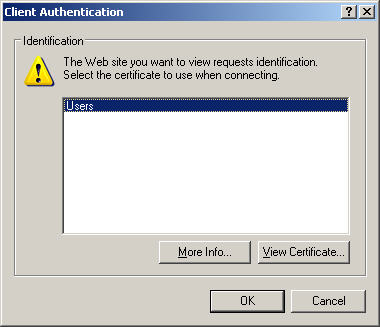 Client Authentication
Identification
The Web site you want to view requests identification.
Select the certificate to use when connecting.
Users
More Info...
View Certificate...
OK
Cancel